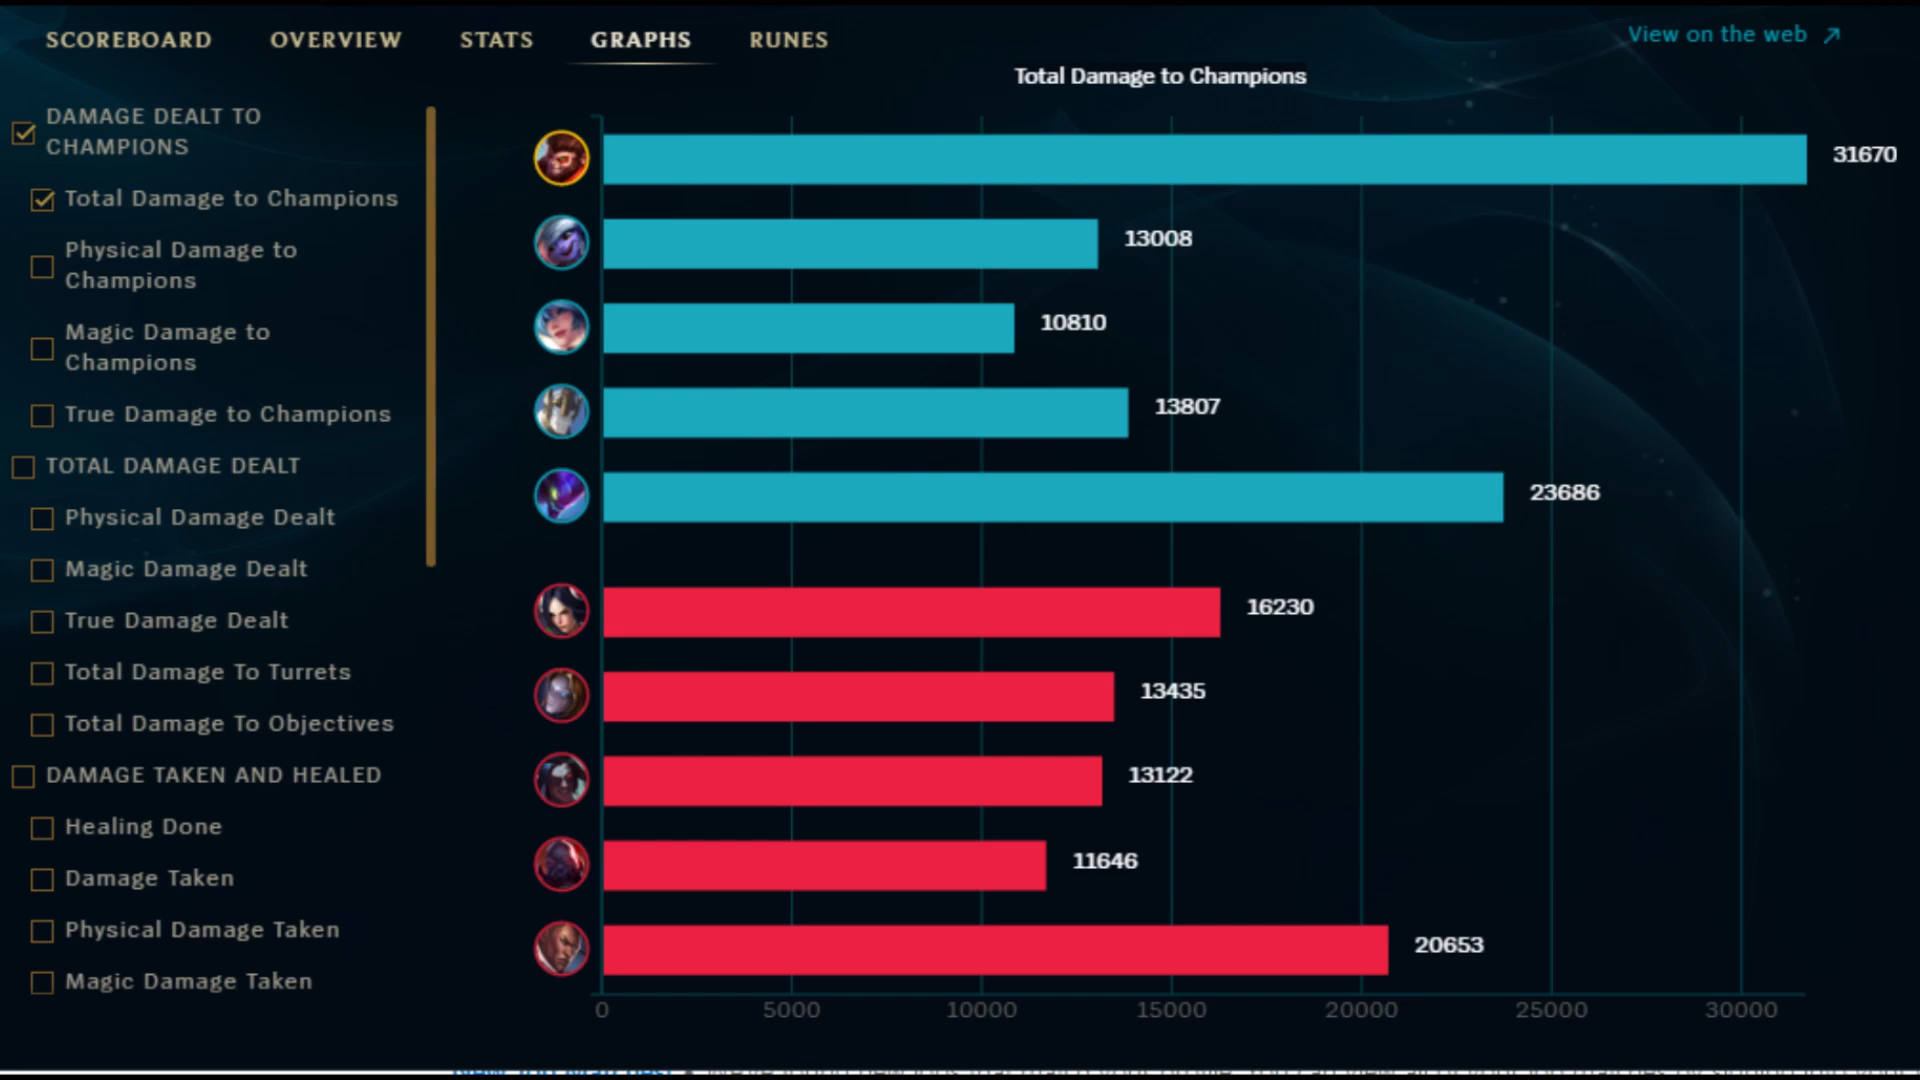 SCOREBOARD OVERVIEW STATS GRAPHS RUNES
View on the web
Total Damage to Champions
DAMAGE DEALT TO
CHAMPIONS
Total Damage to Champions
Physical Damage to
Champions
Magic Damage to
Champions
True Damage to Champions
TOTAL DAMAGE DEALT
Physical Damage Dealt
Magic Damage Dealt
True Damage Dealt
Total Damage To Turrets
Total Damage To Objectives
DAMAGE TAKEN AND HEALED
Healing Done
Damage Taken
Physical Damage Taken
Magic Damage Taken
31670
13008
10810
13807
23686
16230
13435
13122
11646
20653
0 5000 10000 15000 20000 25000 30000